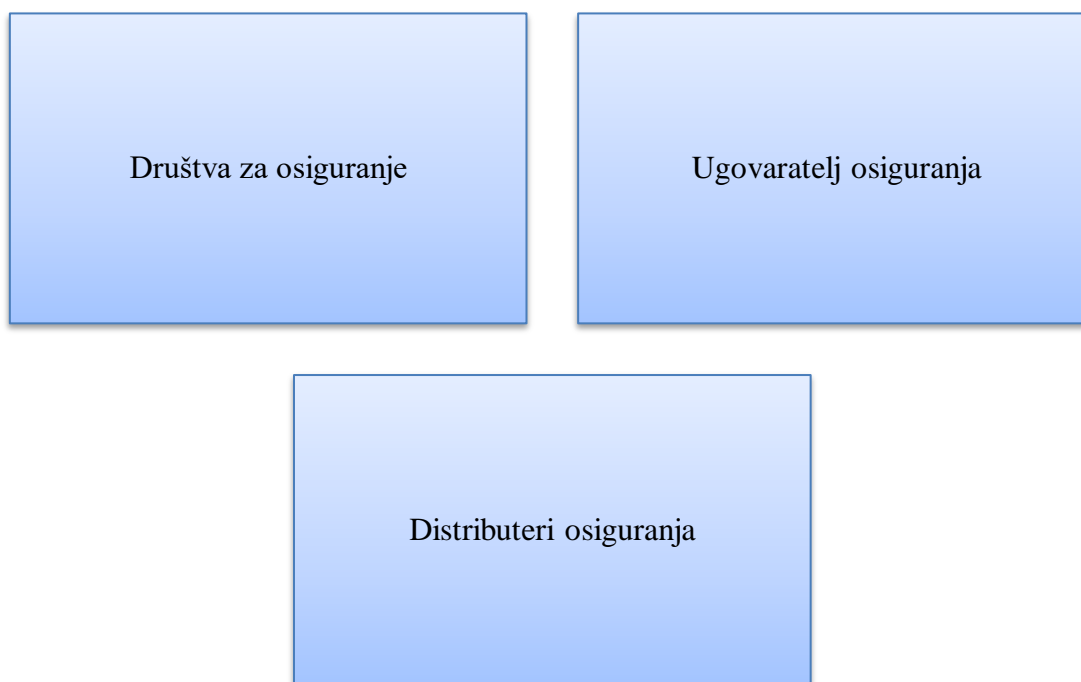 Društva za osiguranje
Ugovaratelj osiguranja
Distributeri osiguranja